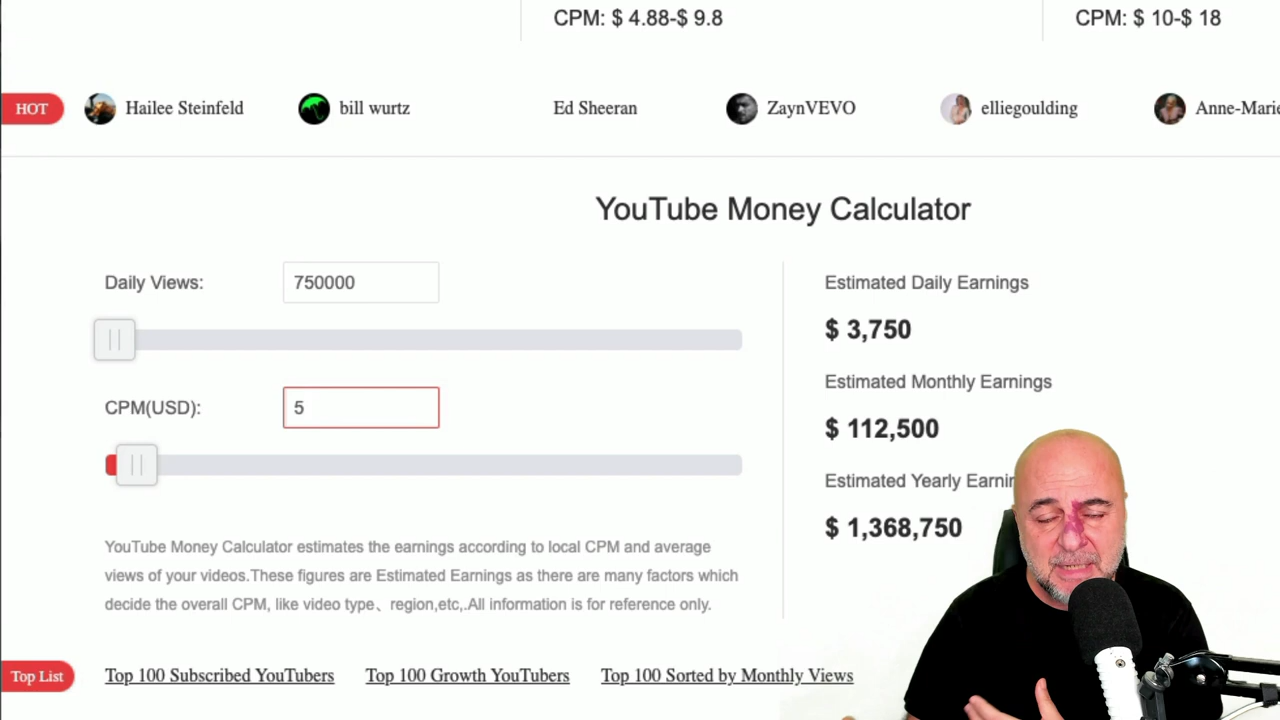 CPM: $ 4.88-$ 9.8
CPM: $ 10-$ 18
HOT
Hailee Steinfeld
bill wurtz
Ed Sheeran
ZaynVEVO
elliegoulding
Anne-Marie
YouTube Money Calculator
Daily Views:
750000
CPM(USD):
5
YouTube Money Calculator estimates the earnings according to local CPM and average
views of your videos.These figures are Estimated Earnings as there are many factors which
decide the overall CPM, like video type、region,etc,.All information is for reference only.
Estimated Daily Earnings
$ 3,750
Estimated Monthly Earnings
$ 112,500
Estimated Yearly
$ 1,368,750
Top List
Top 100 Subscribed YouTubers
Top 100 Growth YouTubers
Top 100 Sorted by Monthly Views